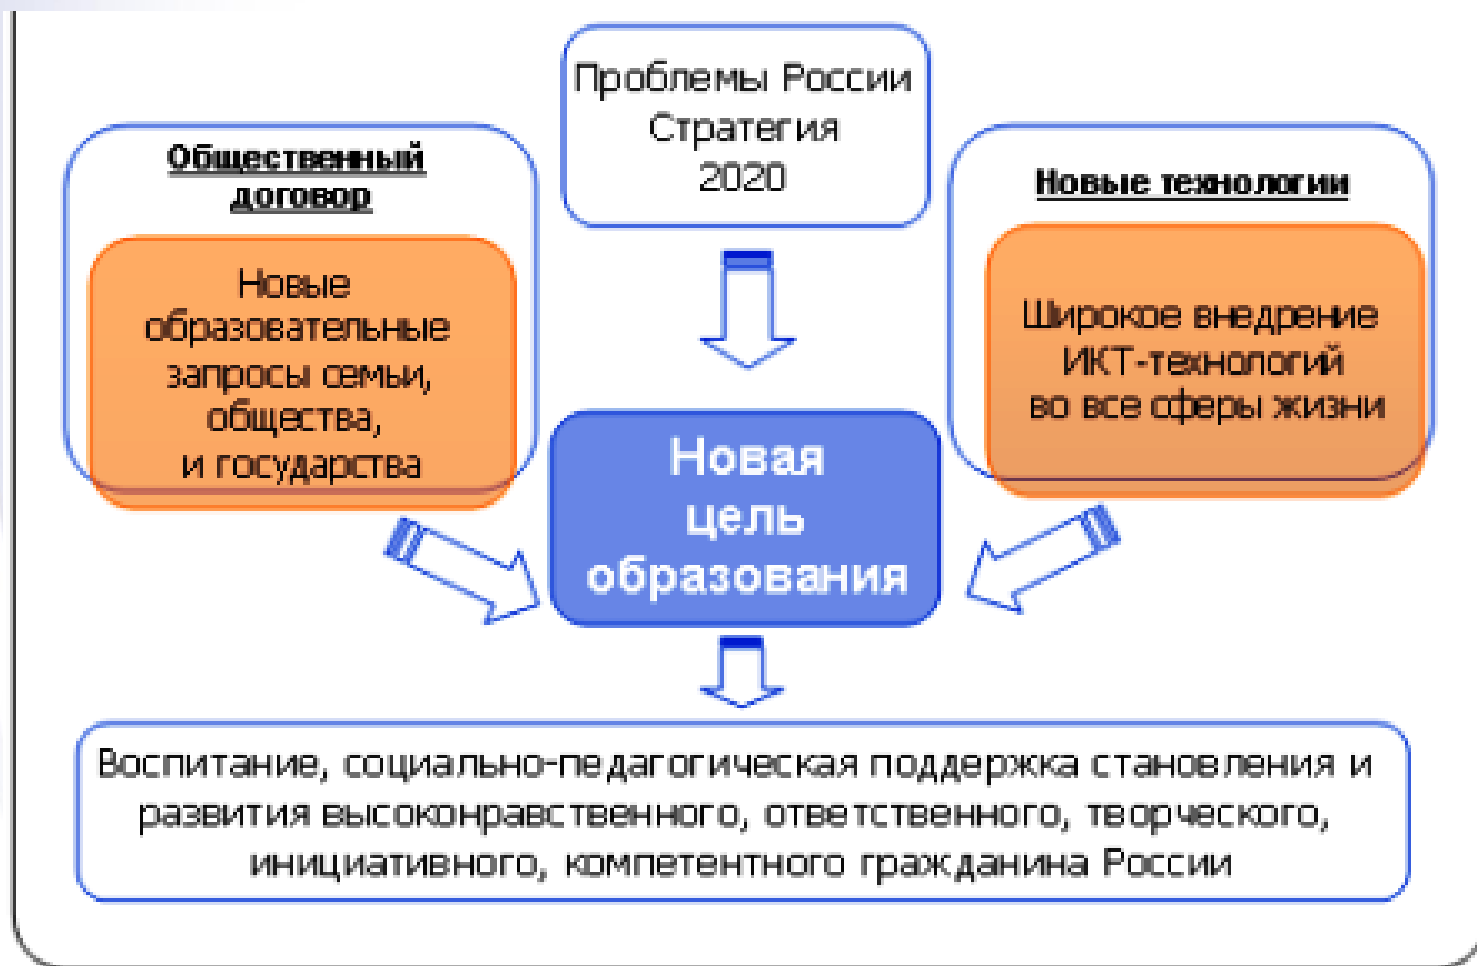 Проблемы России
Стратегия
2020
Общественный
договор
Новые
образовательные
запросы семьи,
общества,
и государства
Новые технологии
Широкое внедрение
ИКТ-технологий
во все сферы жизни
Новая
цель
образования
Воспитание, социально-педагогическая поддержка становления и
развития высоконравственного, ответственного, творческого,
инициативного, компетентного гражданина России